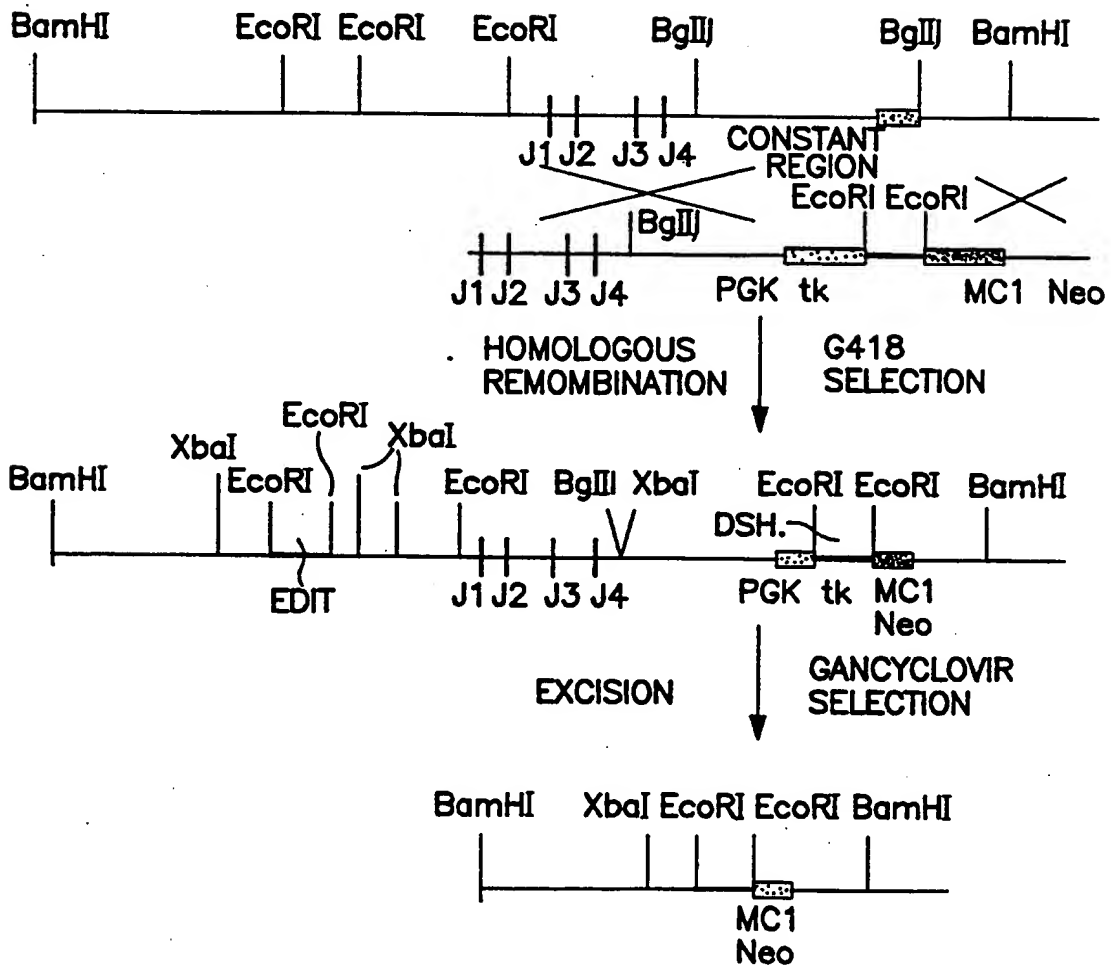 BamHI EcoRI EcoRI EcoRI BglII BglII BamHI
J1 J2 J3 J4 CONSTANT REGION
BglII EcoRI EcoRI
J1 J2 J3 J4 PGK tk MC1 Neo
HOMOLOGOUS REMOMBINATION
G418 SELECTION
BamHI XbaI EcoRI EcoRI XbaI EcoRI BglII XbaI EcoRI EcoRI BamHI
EDIT
DSH.
J1 J2 J3 J4 PGK tk MC1 Neo
EXCISION
GANCYCLOVIR SELECTION
BamHI XbaI EcoRI EcoRI BamHI
MC1 Neo